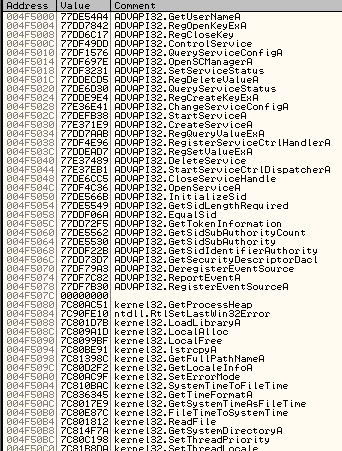 Address Value Comment
004F5000 77DE54A4 ADVAPI32.GetUserNameA
004F5004 77DD7842 ADVAPI32.RegOpenKeyExA
004F5008 77DD6C17 ADVAPI32.RegCloseKey
004F500C 77DF49DD ADVAPI32.ControlService
004F5010 77DF1576 ADVAPI32.QueryServiceConfigA
004F5014 77DF697E ADVAPI32.OpenSCManagerA
004F5018 77DF3231 ADVAPI32.SetServiceStatus
004F501C 77DDECD5 ADVAPI32.RegDeleteValueA
004F5020 77DE6D30 ADVAPI32.QueryServiceStatus
004F5024 77DDE9E4 ADVAPI32.RegCreateKeyExA
004F5028 77E36E41 ADVAPI32.ChangeServiceConfigA
004F502C 77DEFB38 ADVAPI32.StartServiceA
004F5030 77E371E9 ADVAPI32.CreateServiceA
004F5034 77DD7AAB ADVAPI32.RegQueryValueExA
004F5038 77DF4E96 ADVAPI32.RegisterServiceCtrlHandlerA
004F503C 77DDEAD7 ADVAPI32.RegSetValueExA
004F5040 77E37489 ADVAPI32.DeleteService
004F5044 77E37EB1 ADVAPI32.StartServiceCtrlDispatcherA
004F5048 77DE6CC5 ADVAPI32.CloseServiceHandle
004F504C 77DF4C36 ADVAPI32.OpenServiceA
004F5050 77DE566B ADVAPI32.InitializeSid
004F5054 77DE5549 ADVAPI32.GetSidLengthRequired
004F5058 77DDF06A ADVAPI32.EqualSid
004F505C 77DD72F5 ADVAPI32.GetTokenInformation
004F5060 77DE5562 ADVAPI32.GetSidSubAuthorityCount
004F5064 77DE5530 ADVAPI32.GetSidSubAuthority
004F5068 77DF22B8 ADVAPI32.GetSidIdentifierAuthority
004F506C 77DD73D7 ADVAPI32.GetSecurityDescriptorDacl
004F5070 77DF79A3 ADVAPI32.DeregisterEventSource
004F5074 77DF7C82 ADVAPI32.ReportEventA
004F5078 77DF7B30 ADVAPI32.RegisterEventSourceA
004F507C 00000000
004F5080 7C80AC51 kernel32.GetProcessHeap
004F5084 7C90FE10 ntdll.RtlSetLastWin32Error
004F5088 7C801D7B kernel32.LoadLibraryA
004F508C 7C809A1D kernel32.LocalAlloc
004F5090 7C8099BF kernel32.LocalFree
004F5094 7C80BE91 kernel32.lstrcpyA
004F5098 7C81398C kernel32.GetFullPathNameA
004F509C 7C80D2F2 kernel32.GetLocaleInfoA
004F50A0 7C80AC9F kernel32.SetErrorMode
004F50A4 7C810BAC kernel32.SystemTimeToFileTime
004F50A8 7C836345 kernel32.GetTimeFormatA
004F50AC 7C8017E9 kernel32.GetSystemTimeAsFileTime
004F50B0 7C80E87C kernel32.FileTimeToSystemTime
004F50B4 7C801812 kernel32.ReadFile
004F50B8 7C814F7A kernel32.GetSystemDirectoryA
004F50BC 7C80C198 kernel32.SetThreadPriority
004F50C0 7C81B8DA kernel32.SetThreadLocale